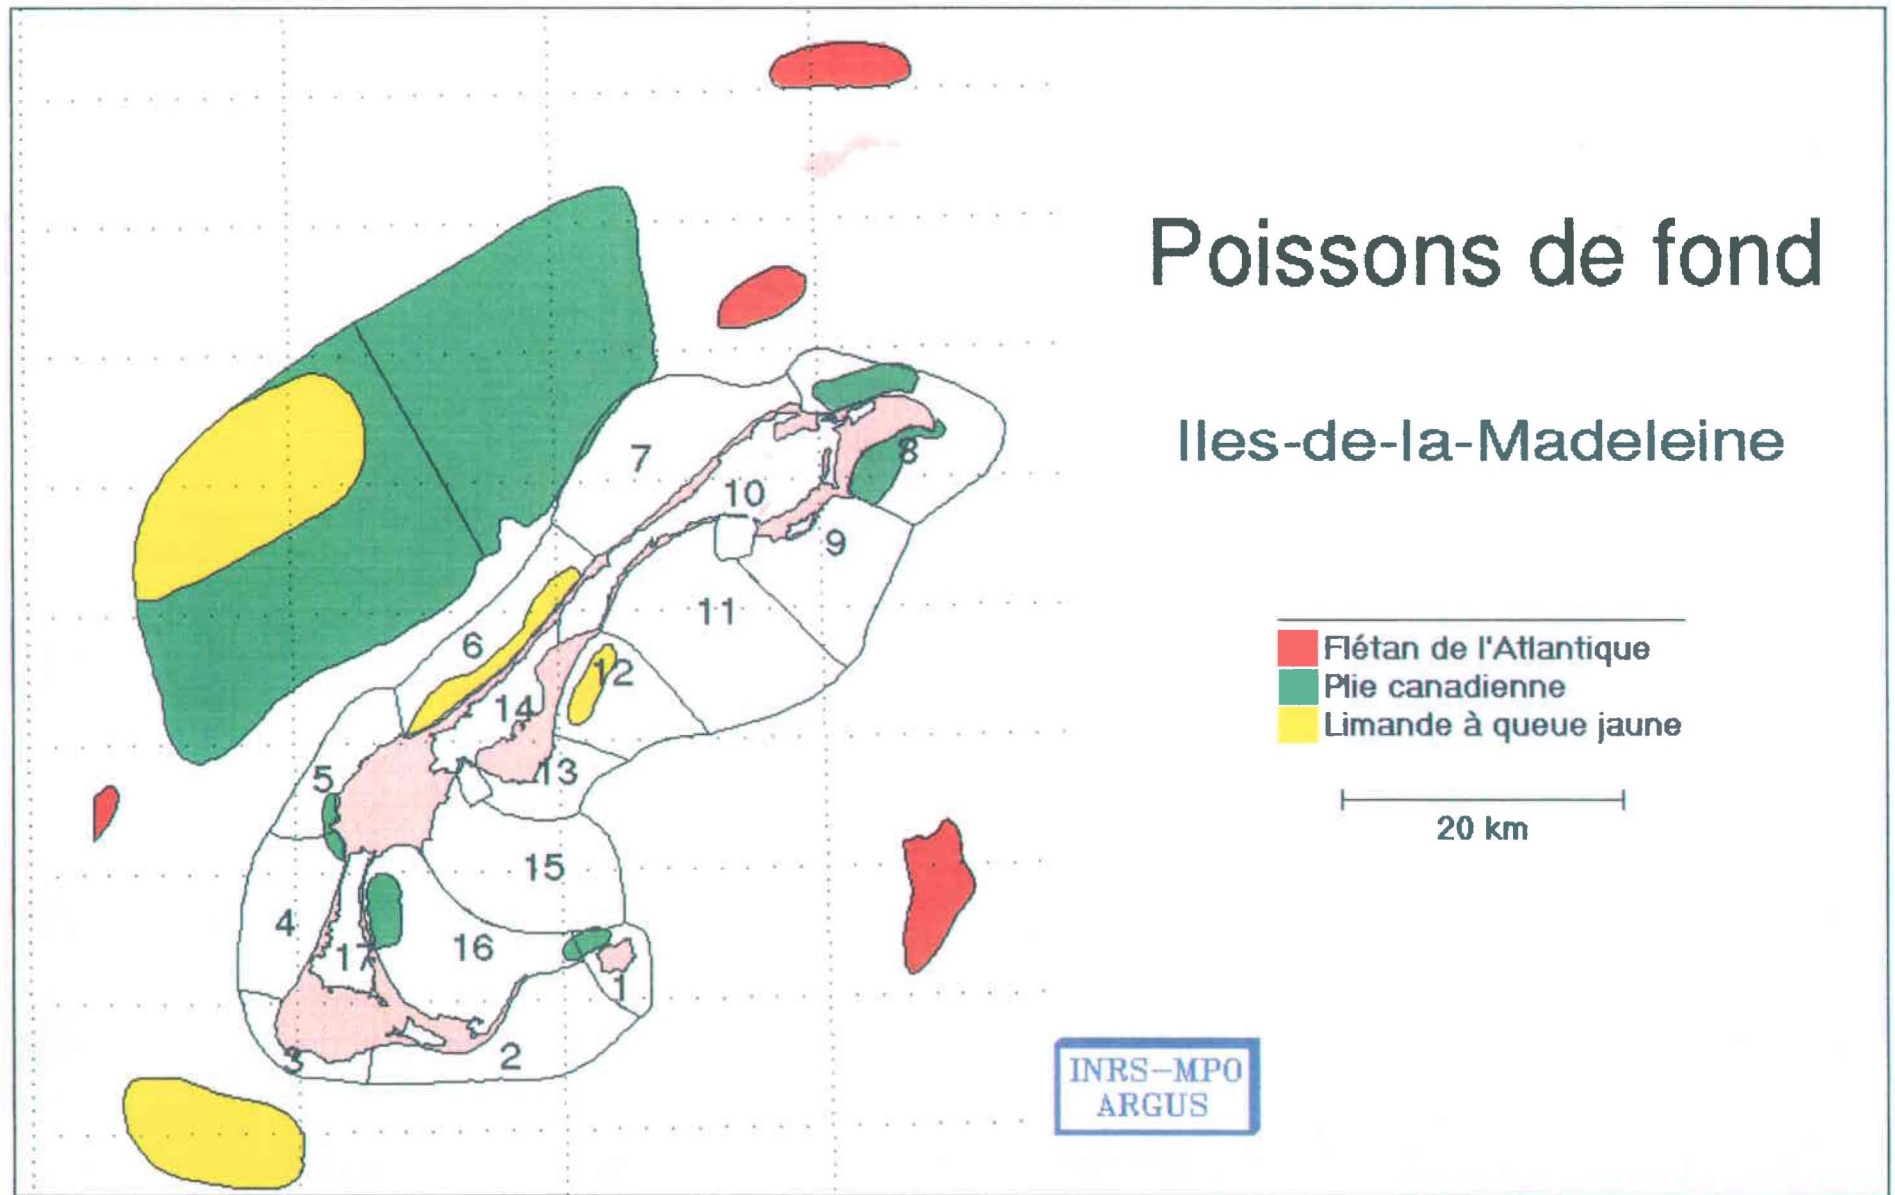 Poissons de fond
Iles-de-la-Madeleine
7
8
10
9
11
6
12
14
5
13
15
4
16
17
1
3
2
Flétan de l'Atlantique
Plie canadienne
Limande à queue jaune
20 km
INRS-MPO
ARGUS